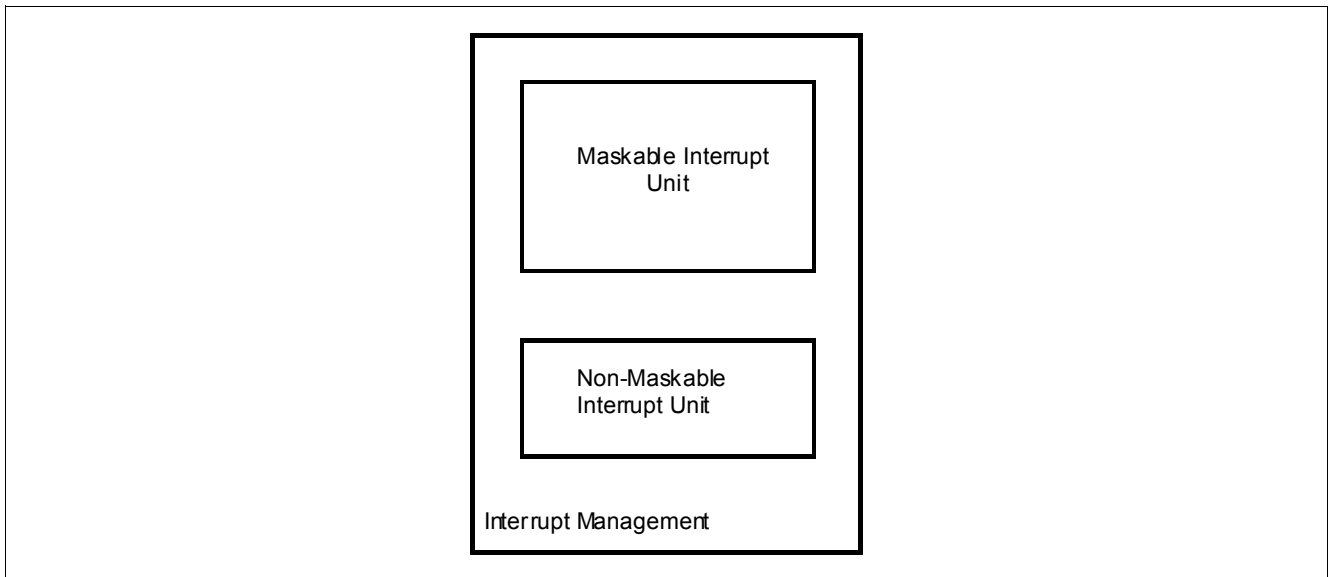 Maskable Interrupt
Unit
Non-Maskable
Interrupt Unit
Interrupt Management